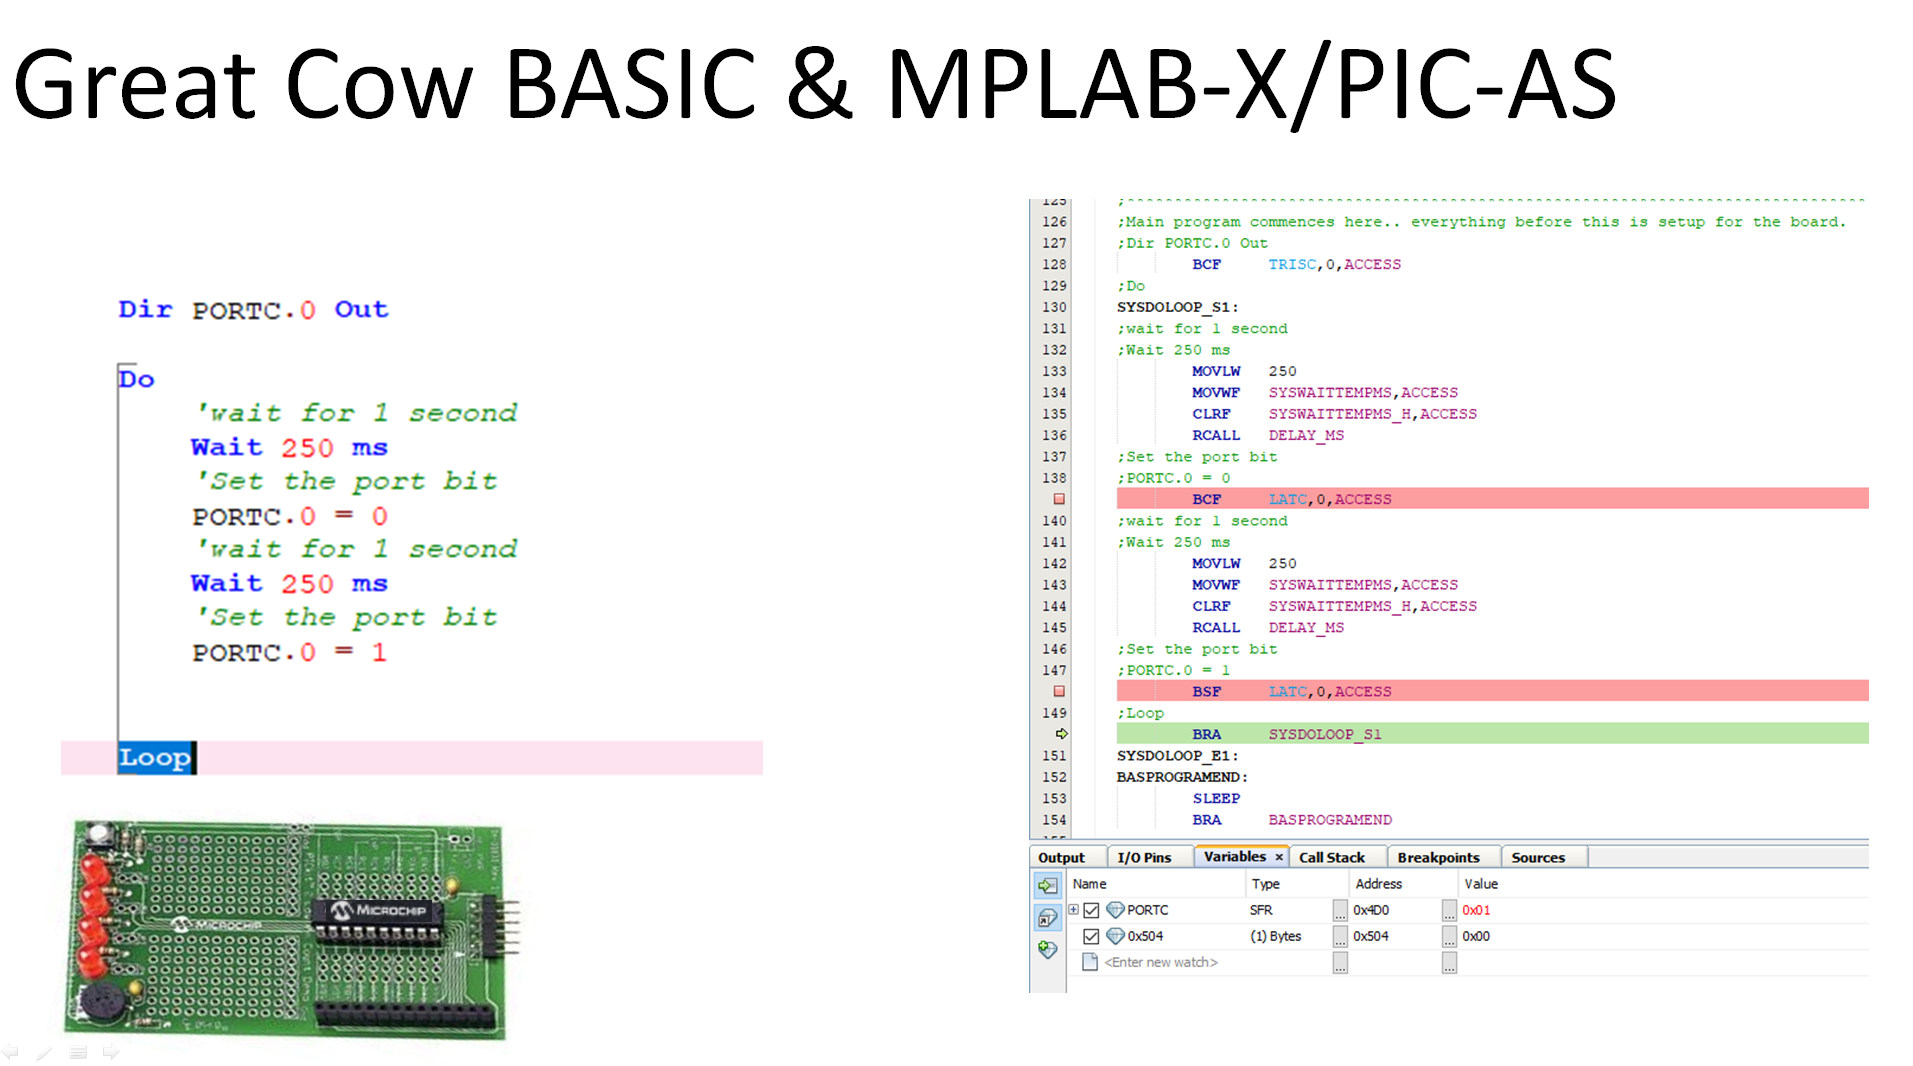 Great Cow BASIC & MPLAB-X/PIC-AS
Dir PORTC.0 Out
Do
'wait for 1 second
Wait 250 ms
'Set the port bit
PORTC.0 = 0
'wait for 1 second
Wait 250 ms
'Set the port bit
PORTC.0 = 1
Loop
MICROCHIP
MICROCHIP
125 ;
126 ;Main program commences here.. everything before this is setup for the board.
127 ;Dir PORTC.0 Out
128 BCF TRISC,0,ACCESS
129 ;Do
130 SYSDOLOOP_S1:
131 ;wait for 1 second
132 ;Wait 250 ms
133 MOVLW 250
134 MOVWF SYSWAITTEMPMS,ACCESS
135 CLRF SYSWAITTEMPMS_H,ACCESS
136 RCALL DELAY_MS
137 ;Set the port bit
138 ;PORTC.0 = 0
BCF LATC,0,ACCESS
140 ;wait for 1 second
141 ;Wait 250 ms
142 MOVLW 250
143 MOVWF SYSWAITTEMPMS,ACCESS
144 CLRF SYSWAITTEMPMS_H,ACCESS
145 RCALL DELAY_MS
146 ;Set the port bit
147 ;PORTC.0 = 1
BSF LATC,0,ACCESS
149 ;Loop
BRA SYSDOLOOP_S1
151 SYSDOLOOP_E1:
152 BASPROGRAMEND:
153 SLEEP
154 BRA BASPROGRAMEND
Output I/O Pins Variables × Call Stack Breakpoints Sources
Name Type Address Value
PORTC SFR ... 0x4D0 ... 0x01
0x504 (1) Bytes ... 0x504 ... 0x00
<Enter new watch> ... ...